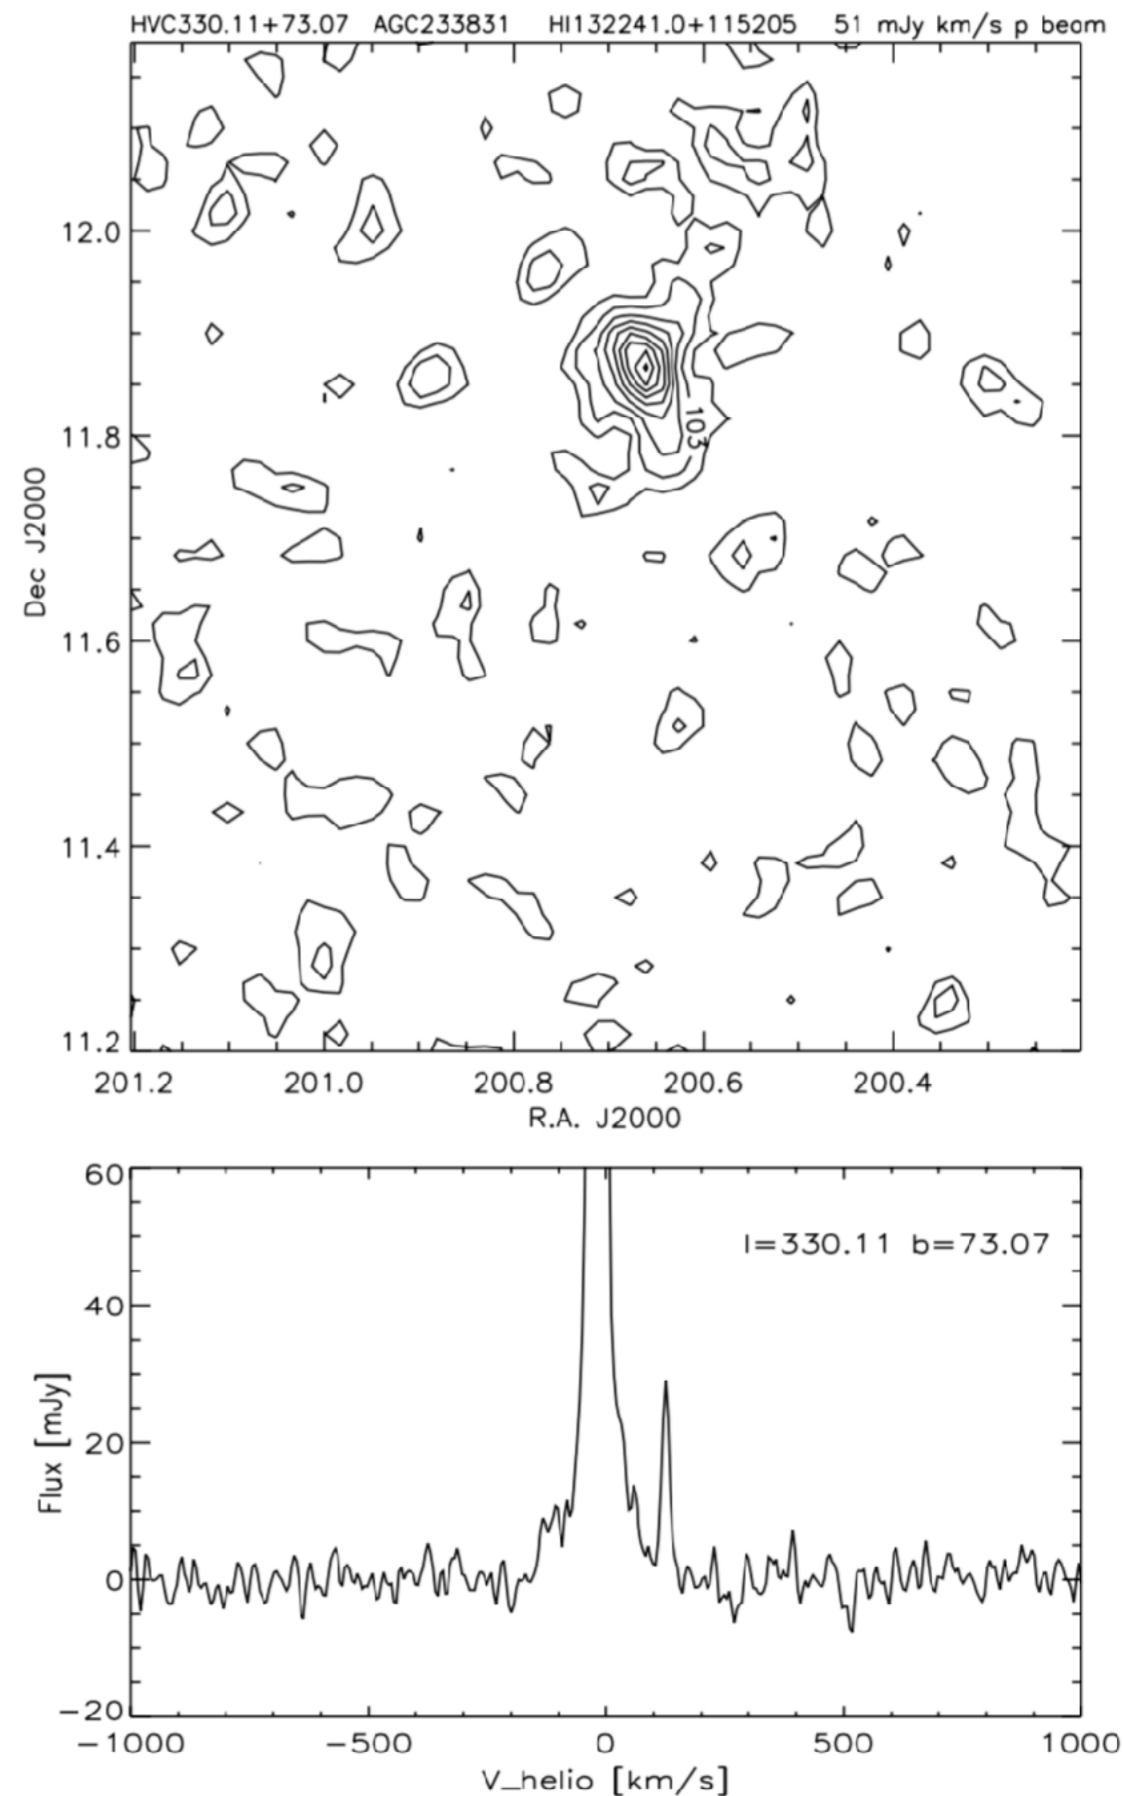 HVC330.11+73.07 AGC233831 HI132241.0+115205 51 mJy km/s p beam
12.0
11.8
11.6
11.4
11.2
Dec J2000
103
201.2 201.0 200.8 200.6 200.4
R.A. J2000
60
40
20
0
−20
Flux [mJy]
l=330.11 b=73.07
−1000 −500 0 500 1000
V_helio [km/s]